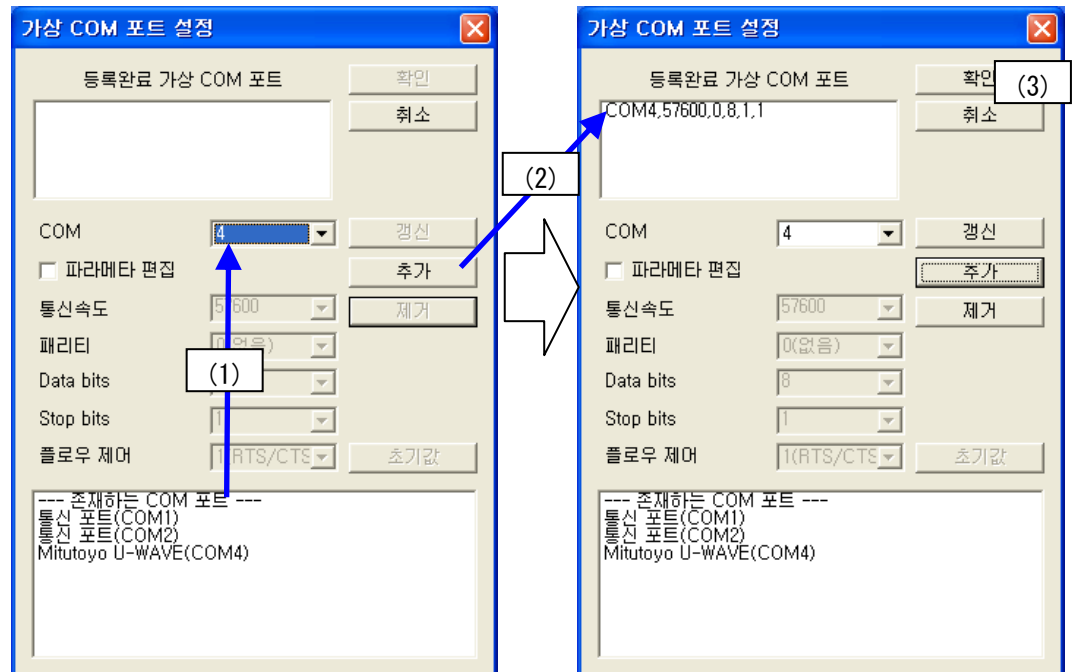 가상 COM 포트 설정
등록완료 가상 COM 포트
확인
취소
COM
4
갱신
파라메타 편집
추가
통신속도
57600
제거
패리티
0(없음)
(1)
Data bits
Stop bits
1
플로우 제어
1(RTS/CTS
초기값
--- 존재하는 COM 포트 ---
통신 포트(COM1)
통신 포트(COM2)
Mitutoyo U-WAVE(COM4)
(2)
가상 COM 포트 설정
등록완료 가상 COM 포트
확인
(3)
COM4,57600,0,8,1,1
취소
COM
4
갱신
파라메타 편집
추가
통신속도
57600
제거
패리티
0(없음)
Data bits
8
Stop bits
1
플로우 제어
1(RTS/CTS
초기값
--- 존재하는 COM 포트 ---
통신 포트(COM1)
통신 포트(COM2)
Mitutoyo U-WAVE(COM4)